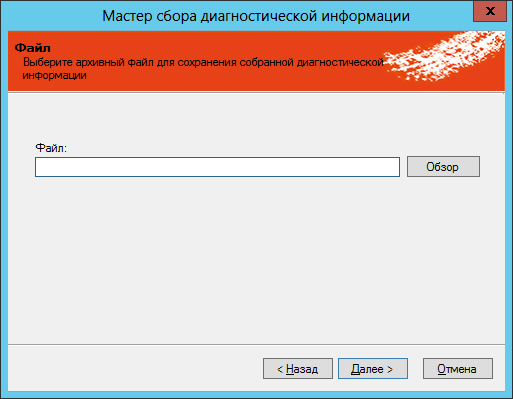 Мастер сбора диагностической информации
X
Файл
Выберите архивный файл для сохранения собранной диагностической
информации
Файл:
Обзор
< Назад
Далее >
Отмена